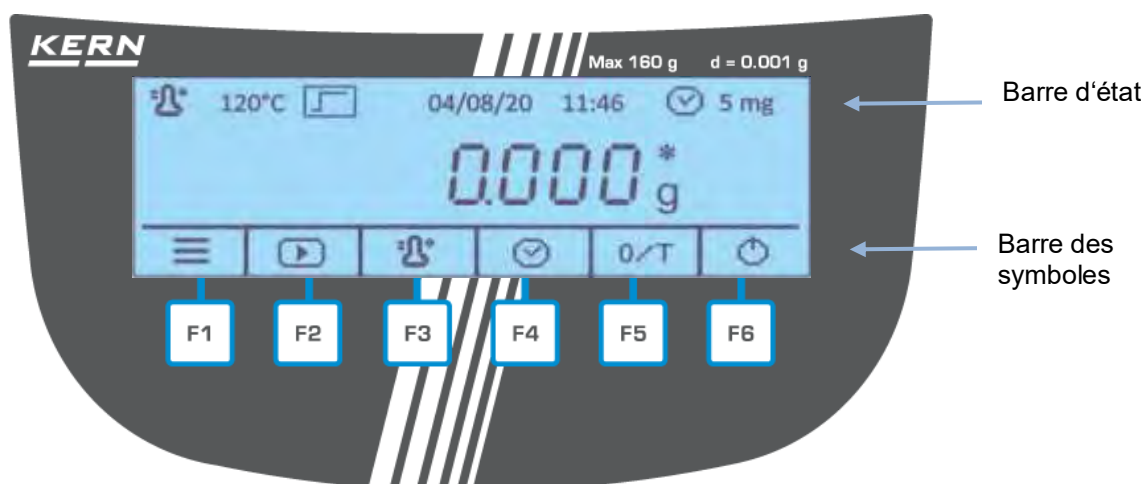 KERN
Max 160 g d = 0.001 g
120°C 04/08/20 11:46 5 mg
0.000 * g
0/T
F1 F2 F3 F4 F5 F6
Barre d‘état
Barre des
symboles